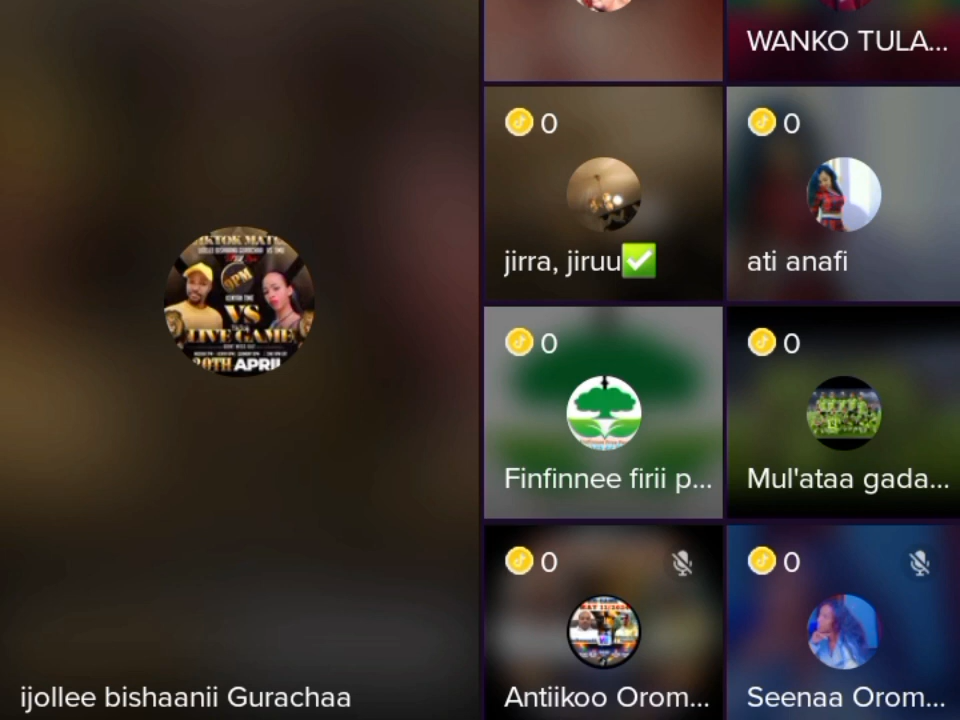 WANKO TULA...
0
0
jirra, jiruu✅
ati anafi
0
0
Finfinnee firii p...
Mul'ataa gada...
0
0
Antiikoo Orom...
Seenaa Orom...
ijollee bishaanii Gurachaa
VS
LIVE GAME
20TH APRIL